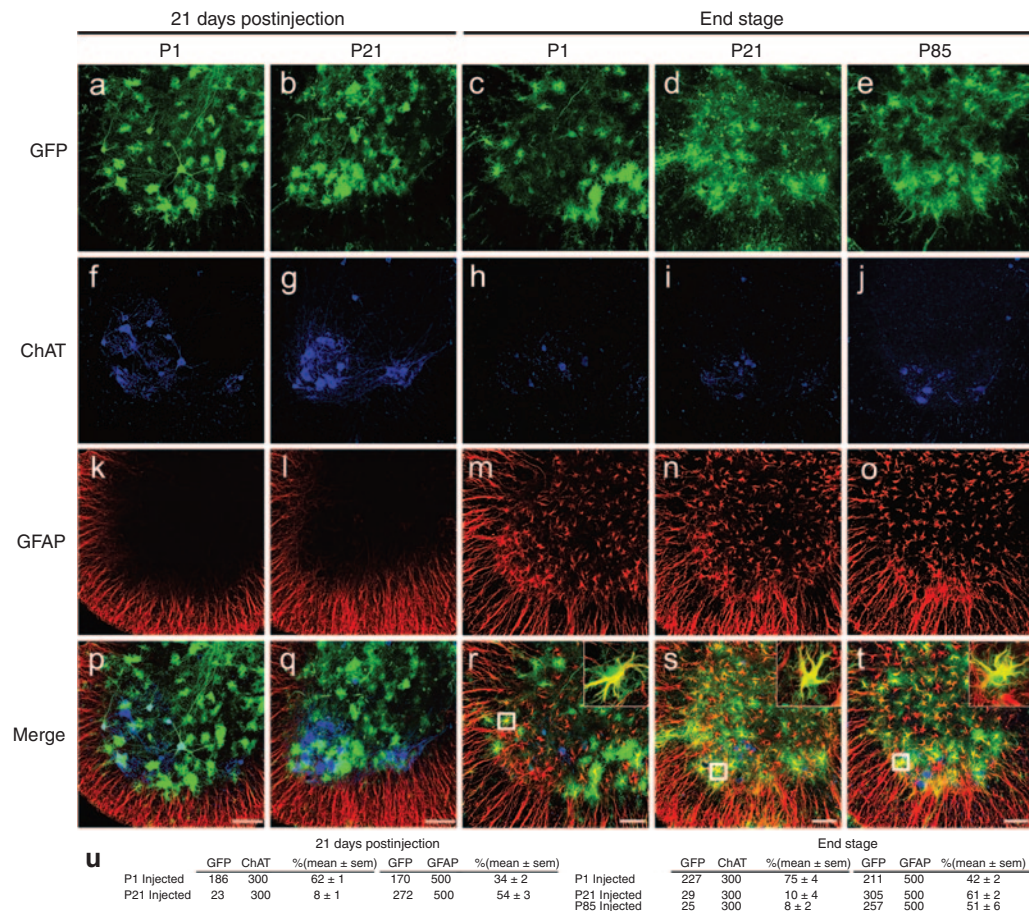 21 days postinjection End stage
P1 P21 P1 P21 P85
GFP a b c d e
ChAT f g h i j
GFAP k l m n o
Merge p q r s t
u
21 days postinjection
GFP ChAT %(mean ± sem) GFP GFAP %(mean ± sem)
P1 Injected 186 300 62 ± 1 170 500 34 ± 2
P21 Injected 23 300 8 ± 1 272 500 54 ± 3
End stage
GFP ChAT %(mean ± sem) GFP GFAP %(mean ± sem)
P1 Injected 227 300 75 ± 4 211 500 42 ± 2
P21 Injected 29 300 10 ± 4 305 500 61 ± 2
P85 Injected 25 300 8 ± 2 257 500 51 ± 6